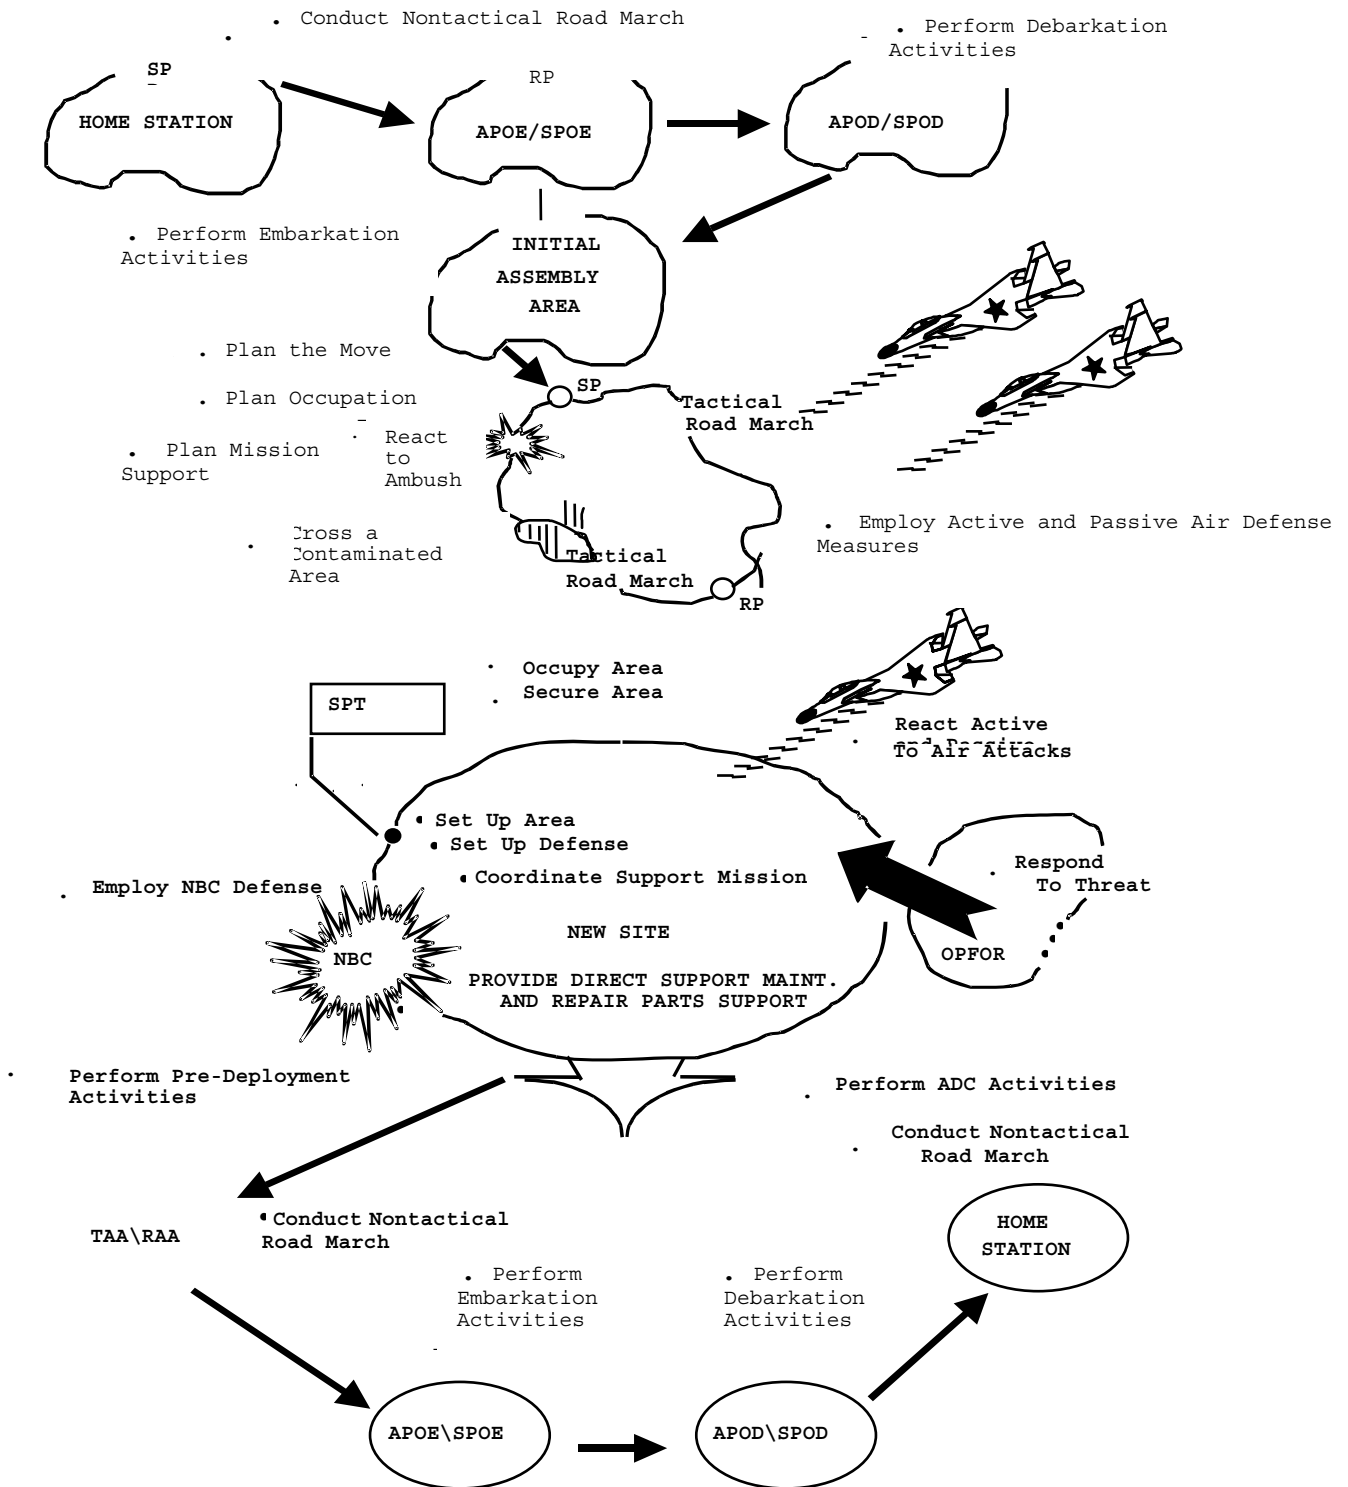 . Conduct Nontactical Road March
. Perform Debarkation
Activities
SP
RP
HOME STATION
APOE/SPOE
APOD/SPOD
. Perform Embarkation
Activities
INITIAL
ASSEMBLY
AREA
. Plan the Move
. Plan Occupation
. Plan Mission
Support
SP
Tactical
Road March
. React
to
Ambush
. Employ Active and Passive Air Defense
Measures
. Cross a
Contaminated
Area
Tactical
Road March
RP
. Occupy Area
. Secure Area
SPT
. React Active
and Passive
To Air Attacks
• Set Up Area
• Set Up Defense
• Coordinate Support Mission
. Respond
To Threat
. Employ NBC Defense
NBC
NEW SITE
OPFOR
PROVIDE DIRECT SUPPORT MAINT.
AND REPAIR PARTS SUPPORT
. Perform Pre-Deployment
Activities
. Perform ADC Activities
. Conduct Nontactical
Road March
TAA\RAA
• Conduct Nontactical
Road March
HOME
STATION
. Perform
Embarkation
Activities
. Perform
Debarkation
Activities
APOE\SPOE
APOD\SPOD